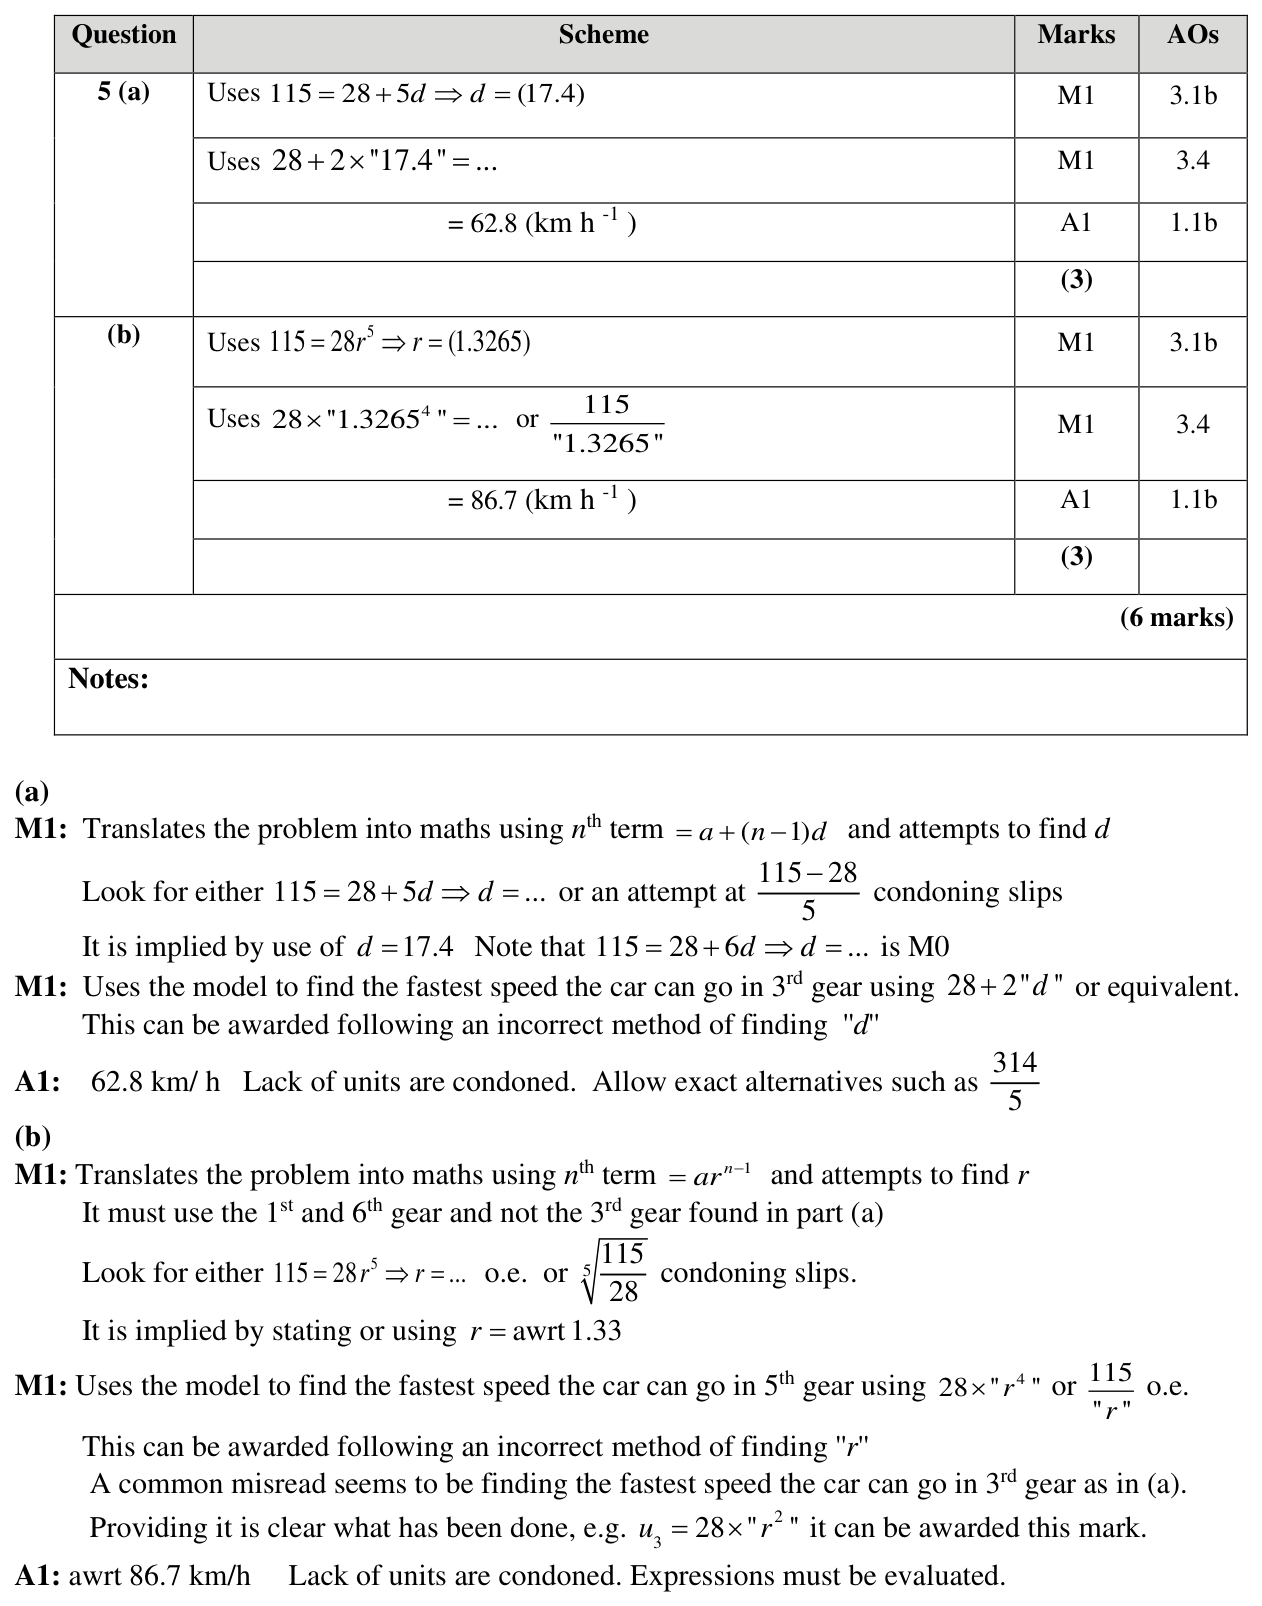 Question Scheme Marks AOs
5 (a) Uses 115 = 28 + 5d ⇒ d = (17.4) M1 3.1b
Uses 28 + 2 × "17.4" = ... M1 3.4
= 62.8 (km h ⁻¹ ) A1 1.1b
(3)
(b) Uses 115 = 28r⁵ ⇒ r = (1.3265) M1 3.1b
Uses 28 × "1.3265⁴ " = ... or 115/"1.3265" M1 3.4
= 86.7 (km h ⁻¹ ) A1 1.1b
(3)
(6 marks)
Notes:
(a)
M1: Translates the problem into maths using nᵗʰ term = a + (n − 1)d and attempts to find d
Look for either 115 = 28 + 5d ⇒ d = ... or an attempt at (115 − 28)/5 condoning slips
It is implied by use of d = 17.4 Note that 115 = 28 + 6d ⇒ d = ... is M0
M1: Uses the model to find the fastest speed the car can go in 3ʳᵈ gear using 28 + 2"d" or equivalent.
This can be awarded following an incorrect method of finding "d"
A1: 62.8 km/ h Lack of units are condoned. Allow exact alternatives such as 314/5
(b)
M1: Translates the problem into maths using nᵗʰ term = arⁿ⁻¹ and attempts to find r
It must use the 1ˢᵗ and 6ᵗʰ gear and not the 3ʳᵈ gear found in part (a)
Look for either 115 = 28r⁵ ⇒ r = ... o.e. or ⁵√(115/28) condoning slips.
It is implied by stating or using r = awrt 1.33
M1: Uses the model to find the fastest speed the car can go in 5ᵗʰ gear using 28 × "r⁴ " or 115/"r" o.e.
This can be awarded following an incorrect method of finding "r"
A common misread seems to be finding the fastest speed the car can go in 3ʳᵈ gear as in (a).
Providing it is clear what has been done, e.g. u₃ = 28 × "r² " it can be awarded this mark.
A1: awrt 86.7 km/h Lack of units are condoned. Expressions must be evaluated.